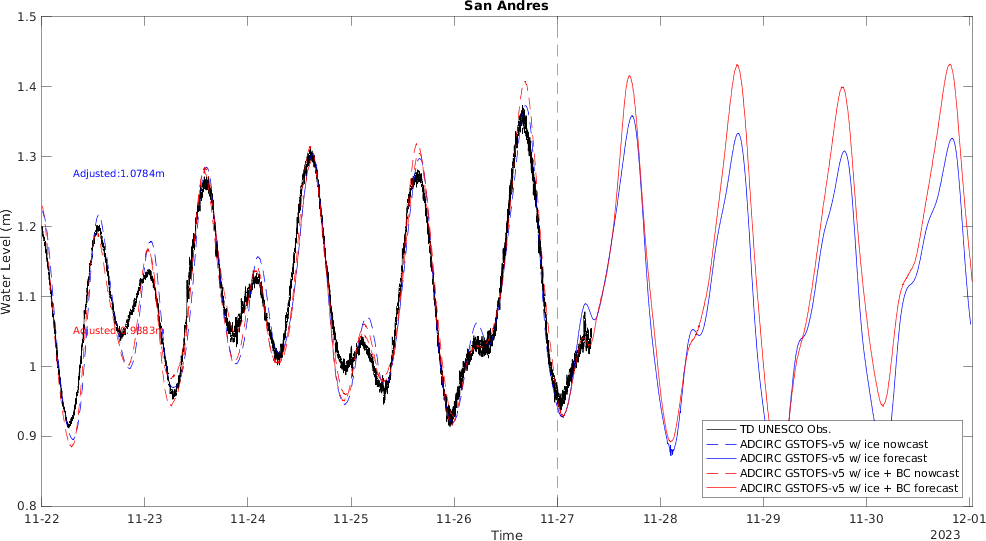 San Andres
Water Level (m)
1.5
1.4
1.3
1.2
1.1
1
0.9
0.8
Adjusted:1.0784m
Adjusted:0.9883m
TD UNESCO Obs.
ADCIRC GSTOFS-v5 w/ ice nowcast
ADCIRC GSTOFS-v5 w/ ice forecast
ADCIRC GSTOFS-v5 w/ ice + BC nowcast
ADCIRC GSTOFS-v5 w/ ice + BC forecast
11-22 11-23 11-24 11-25 11-26 11-27 11-28 11-29 11-30 12-01
Time
2023